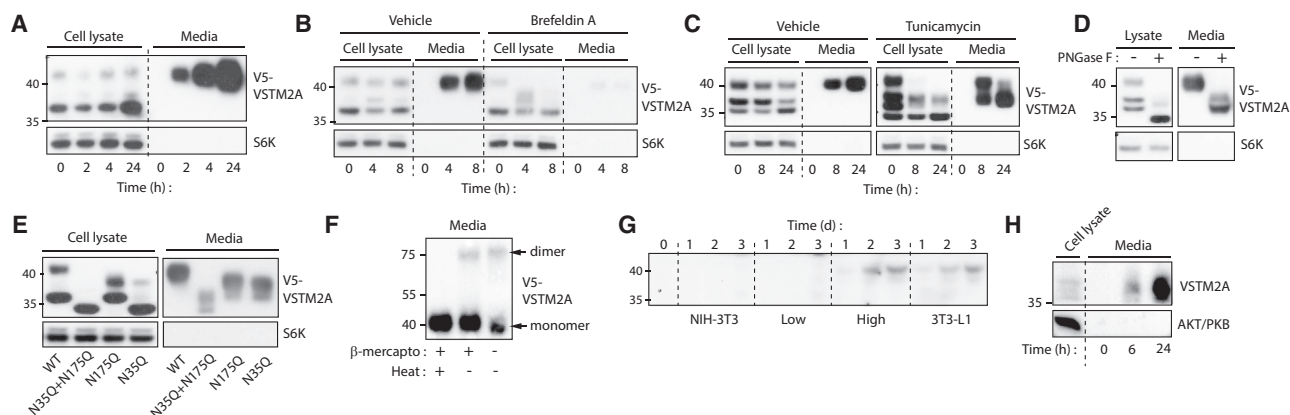 A
Cell lysate Media
40
35
V5-
VSTM2A
S6K
0 2 4 24 0 2 4 24
Time (h) :
B
Vehicle Brefeldin A
Cell lysate Media Cell lysate Media
40
35
V5-
VSTM2A
S6K
0 4 8 0 4 8 0 4 8 0 4 8
Time (h) :
C
Vehicle Tunicamycin
Cell lysate Media Cell lysate Media
40
35
V5-
VSTM2A
S6K
0 8 24 0 8 24 0 8 24 0 8 24
Time (h) :
D
Lysate Media
PNGase F : - + - +
40
35
V5-
VSTM2A
S6K
E
Cell lysate Media
40
35
V5-
VSTM2A
S6K
WT N35Q+N175Q N175Q N35Q WT N35Q+N175Q N175Q N35Q
F
Media
75
55
40
dimer
V5-
VSTM2A
monomer
β-mercapto : + + -
Heat : + - -
G
Time (d) :
0 1 2 3 1 2 3 1 2 3 1 2 3
40
35
NIH-3T3 Low High 3T3-L1
H
Cell lysate Media
35
VSTM2A
AKT/PKB
Time (h) : 0 6 24